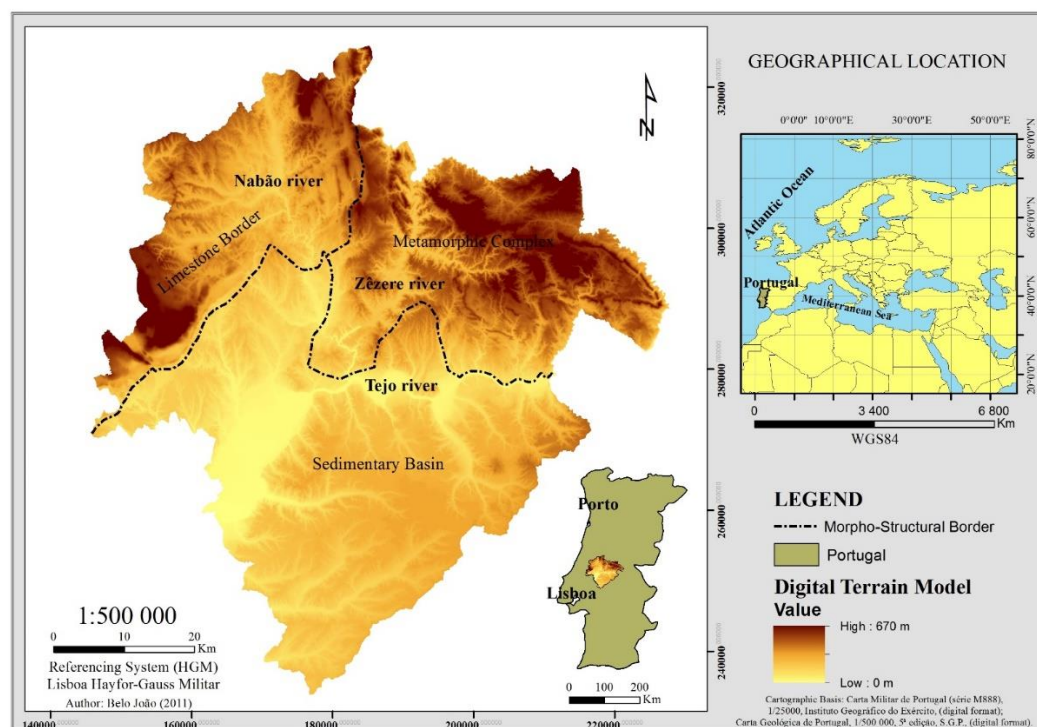 Nabão river
Limestone Border
Metamorphic Complex
Zêzere river
Tejo river
Sedimentary Basin
1:500 000
0 10 20
Km
Referencing System (HGM)
Lisboa Hayfor-Gauss Militar
Author: Belo João (2011)
140000 160000 180000 200000 220000
320000
300000
280000
260000
240000
N
Porto
Lisboa
0 100 200
Km
GEOGRAPHICAL LOCATION
0°0'0" 10°0'0"E 30°0'0"E 50°0'0"E
80°0'0"N
60°0'0"N
40°0'0"N
20°0'0"N
Atlantic Ocean
Portugal
Mediterranean Sea
0 3 400 6 800
Km
WGS84
LEGEND
Morpho-Structural Border
Portugal
Digital Terrain Model
Value
High : 670 m
Low : 0 m
Cartographic Basis: Carta Militar de Portugal (série M888),
1/25000, Instituto Geográfico do Exército, (digital format);
Carta Geológica de Portugal, 1/500 000, 5ª edição, S.G.P., (digital format).